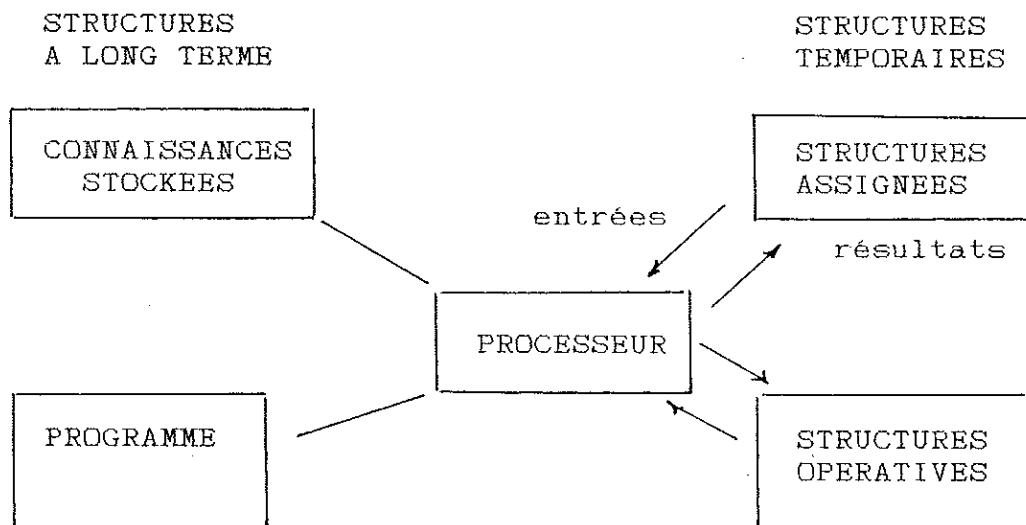 STRUCTURES
A LONG TERME
STRUCTURES
TEMPORAIRES
CONNAISSANCES
STOCKEES
STRUCTURES
ASSIGNEES
entrées
résultats
PROCESSEUR
PROGRAMME
STRUCTURES
OPERATIVES